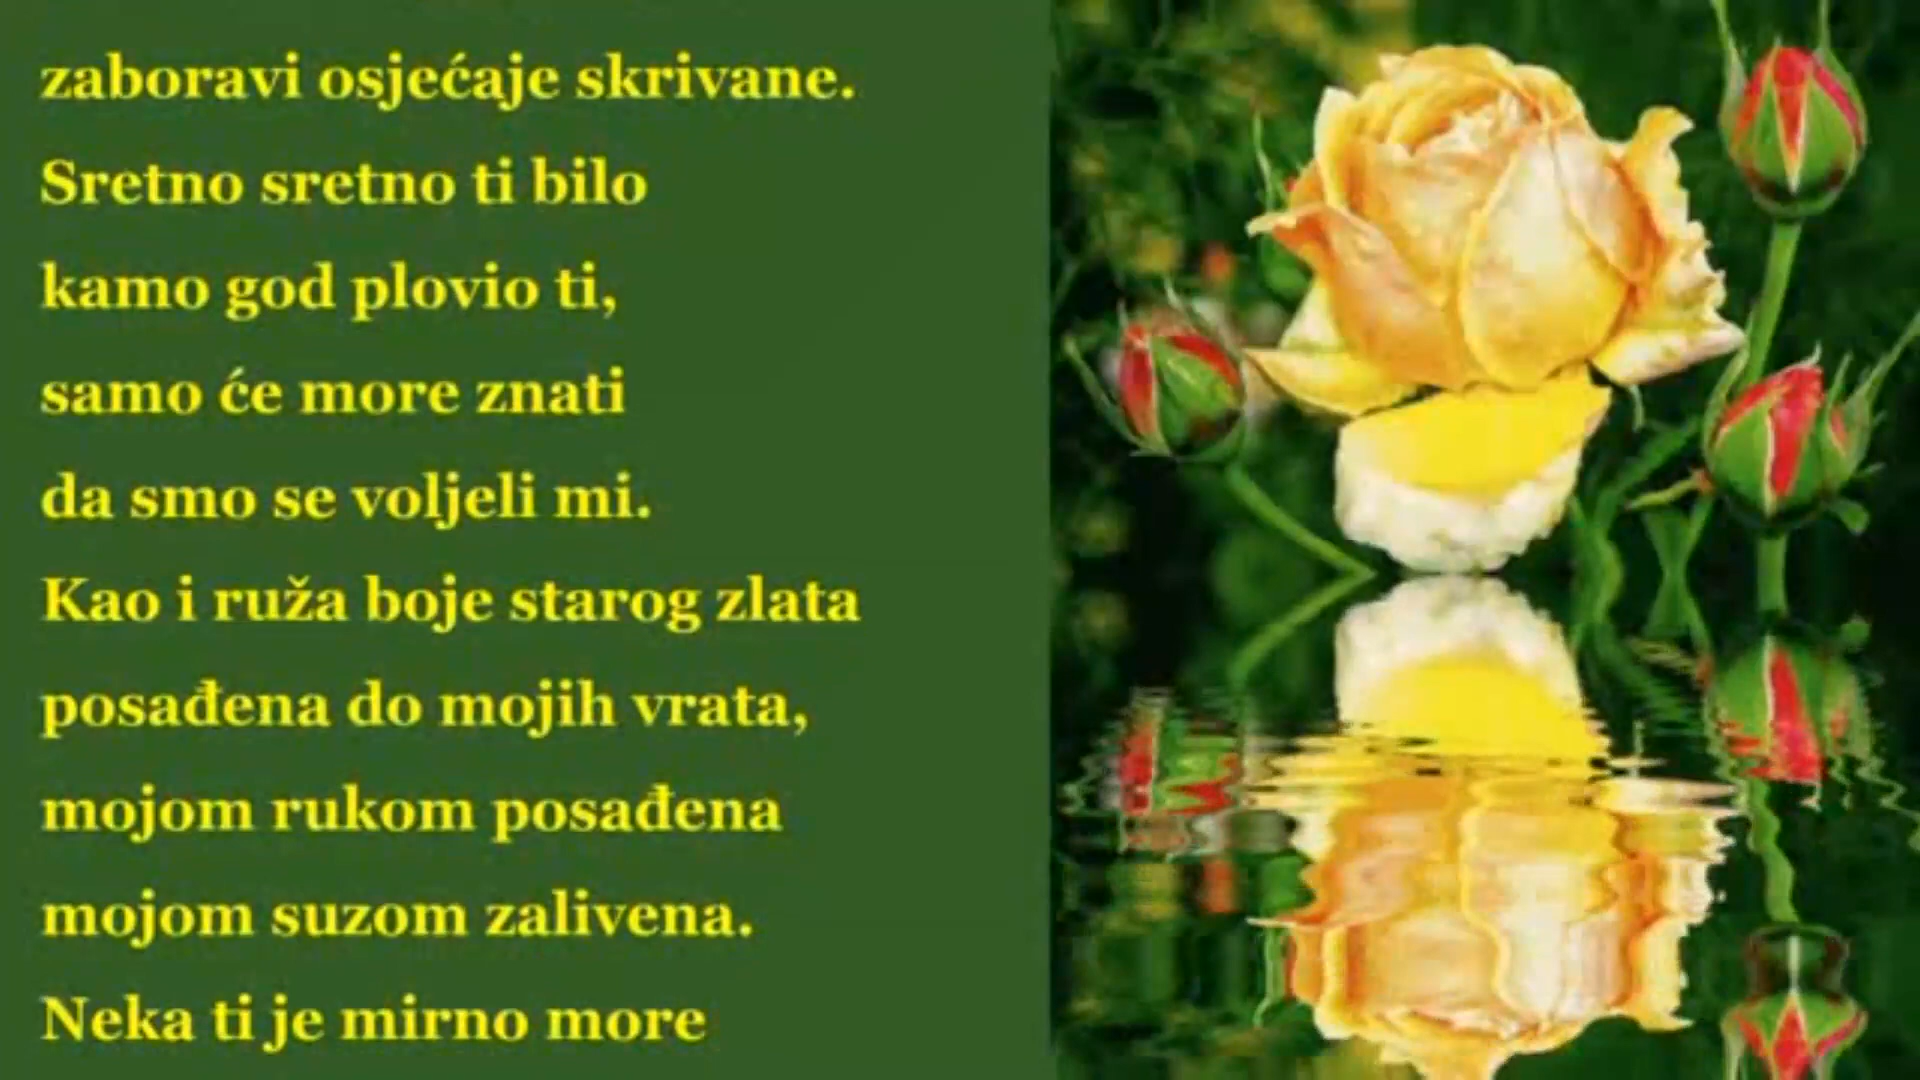 zaboravi osjećaje skrivane.
Sretno sretno ti bilo
kamo god plovio ti,
samo će more znati
da smo se voljeli mi.
Kao i ruža boje starog zlata
posađena do mojih vrata,
mojom rukom posađena
mojom suzom zalivena.
Neka ti je mirno more